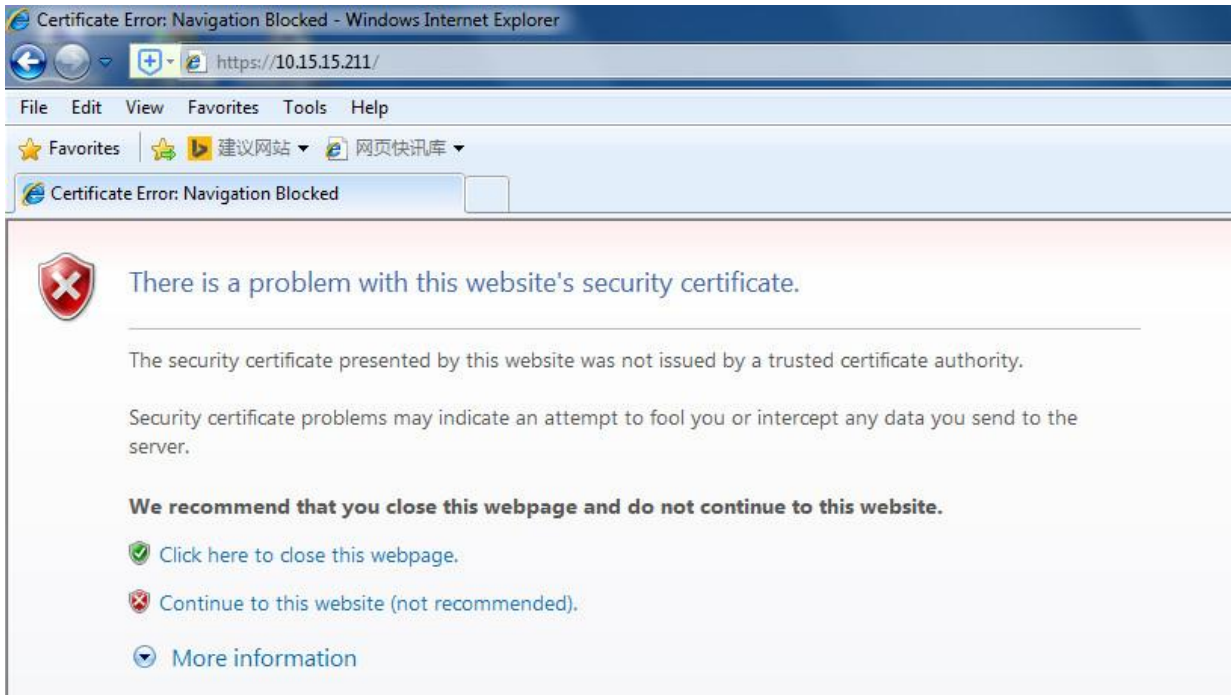 Certificate Error: Navigation Blocked - Windows Internet Explorer
https://10.15.15.211/
File Edit View Favorites Tools Help
Favorites 建议网站 网页快讯库
Certificate Error: Navigation Blocked
There is a problem with this website's security certificate.
The security certificate presented by this website was not issued by a trusted certificate authority.
Security certificate problems may indicate an attempt to fool you or intercept any data you send to the
server.
We recommend that you close this webpage and do not continue to this website.
Click here to close this webpage.
Continue to this website (not recommended).
More information